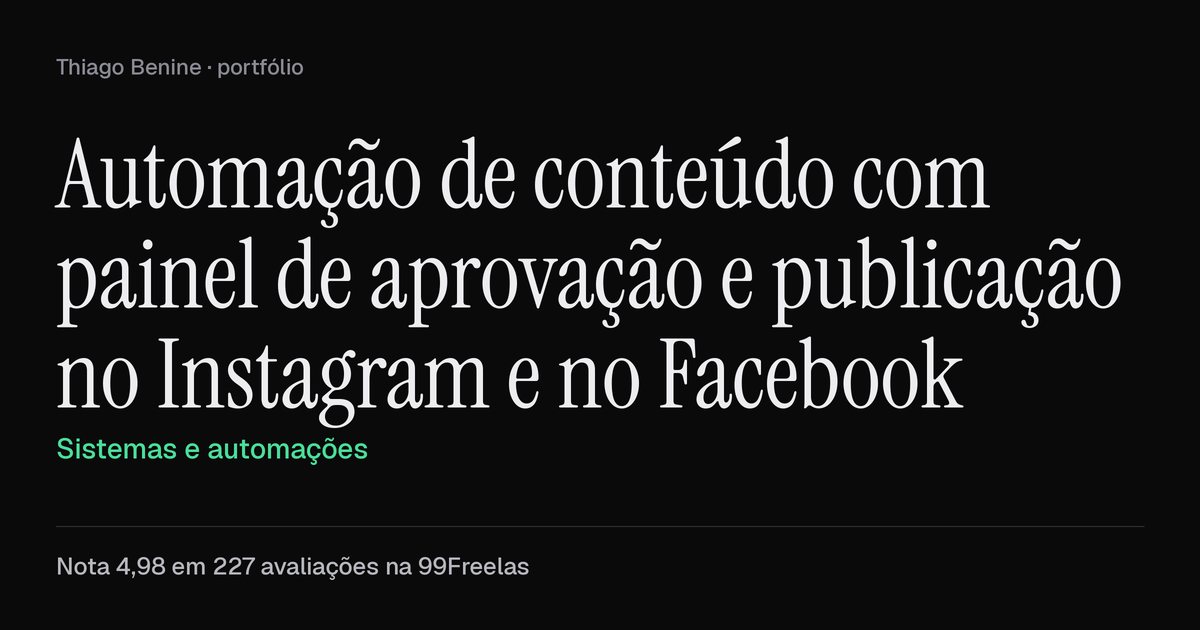 Thiago Benine · portfólio
Automação de conteúdo com
painel de aprovação e publicação
no Instagram e no Facebook
Sistemas e automações
Nota 4,98 em 227 avaliações na 99Freelas